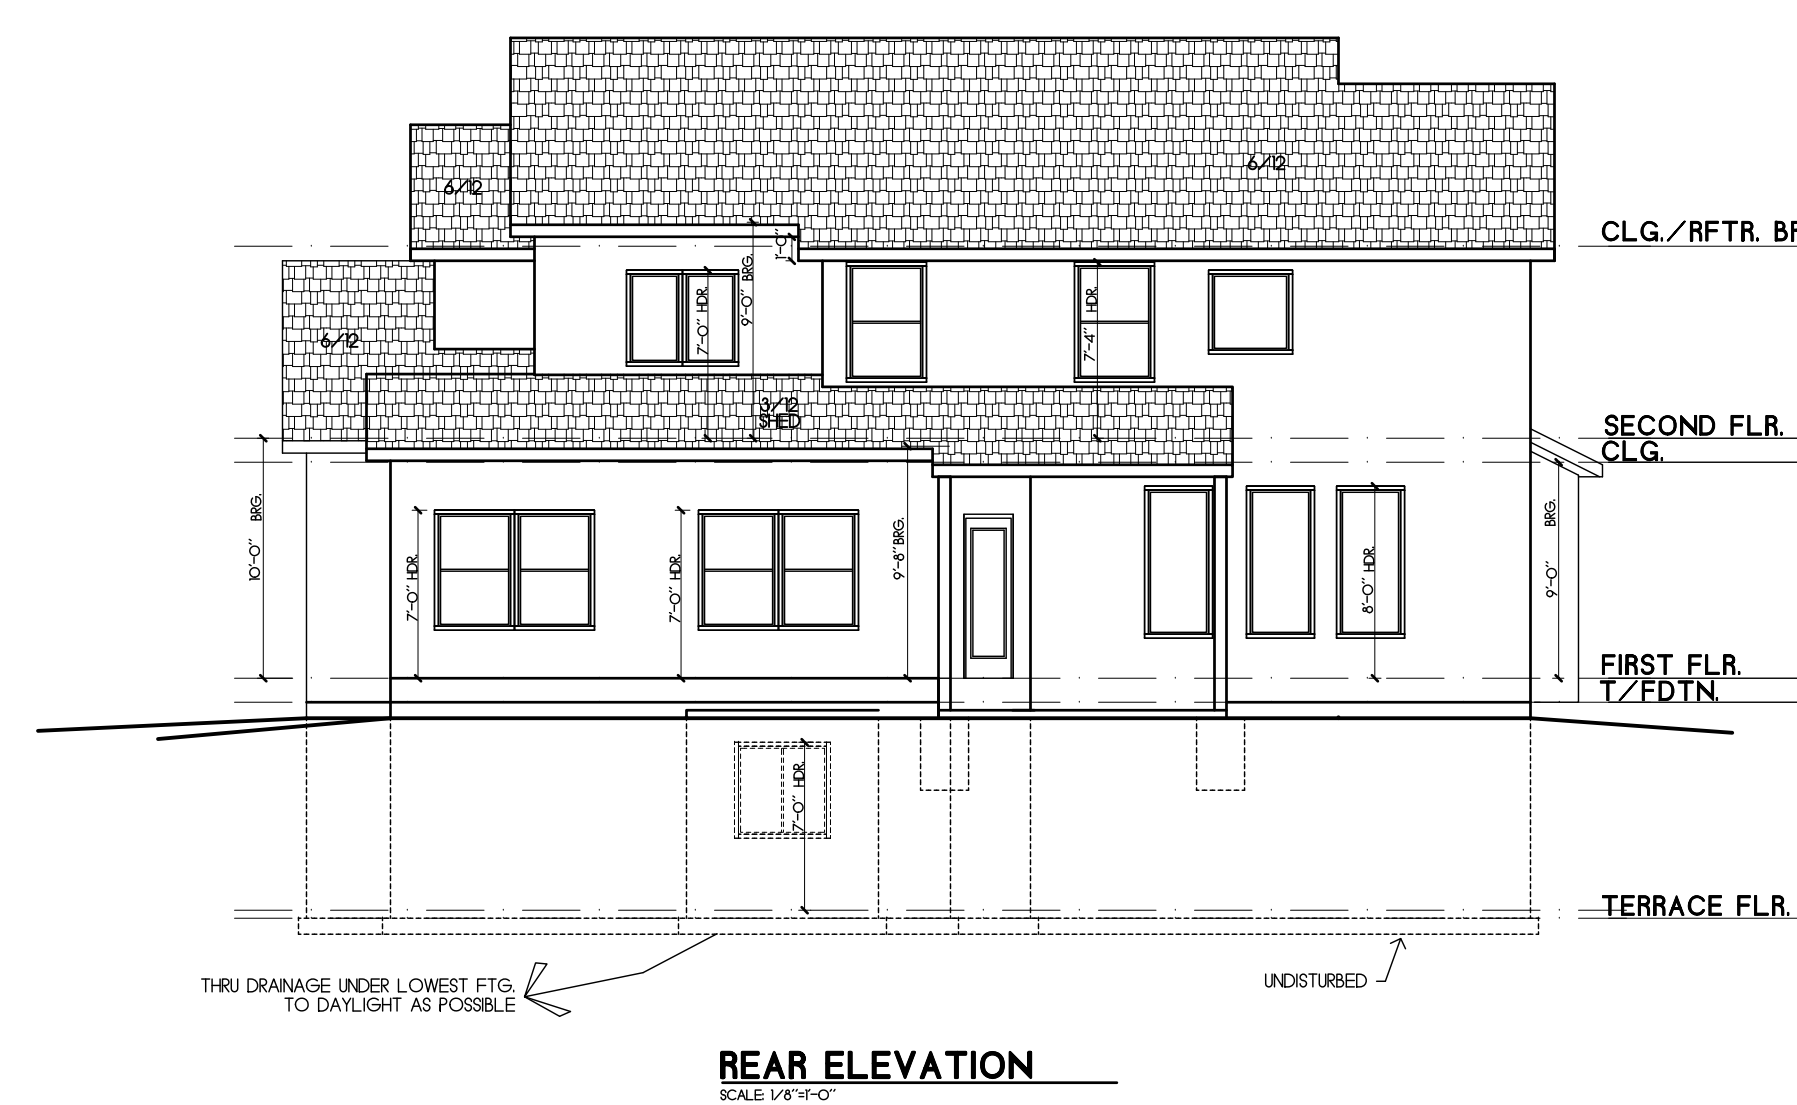 6/12
6/12
CLG./RFTR. BR
1'-0"
9'-0" BRG.
7'-0" HDR.
7'-4" HDR.
6/12
3/12
SHED
SECOND FLR.
CLG.
10'-0" BRG.
7'-0" HDR.
7'-0" HDR.
9'-8" BRG.
8'-0" HDR.
9'-0" BRG.
FIRST FLR.
T/FDTN.
7'-0" HDR.
TERRACE FLR.
THRU DRAINAGE UNDER LOWEST FTG.
TO DAYLIGHT AS POSSIBLE
UNDISTURBED
REAR ELEVATION
SCALE: 1/8"=1'-0"